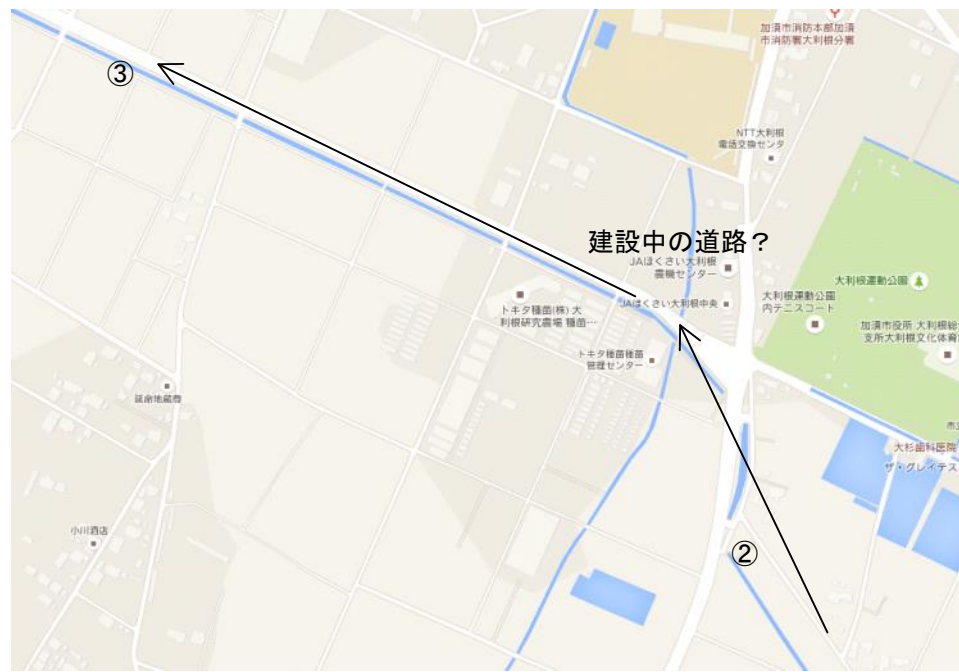 加須市消防本部加須
市消防署大利根分署
③
NTT大利根
電話交換センタ
建設中の道路？
JAほくさい大利根
農機センター
大利根運動公園
JAほくさい大利根中央
大利根運動公園
内テニスコート
トキタ種苗(株) 大
利根研究農場 種苗…
加須市役所 大利根総
支所大利根文化体育
トキタ種苗種苗
管理センター
延命地蔵尊
市立
大杉歯科医院
ザ・グレイテス
小川酒店
②